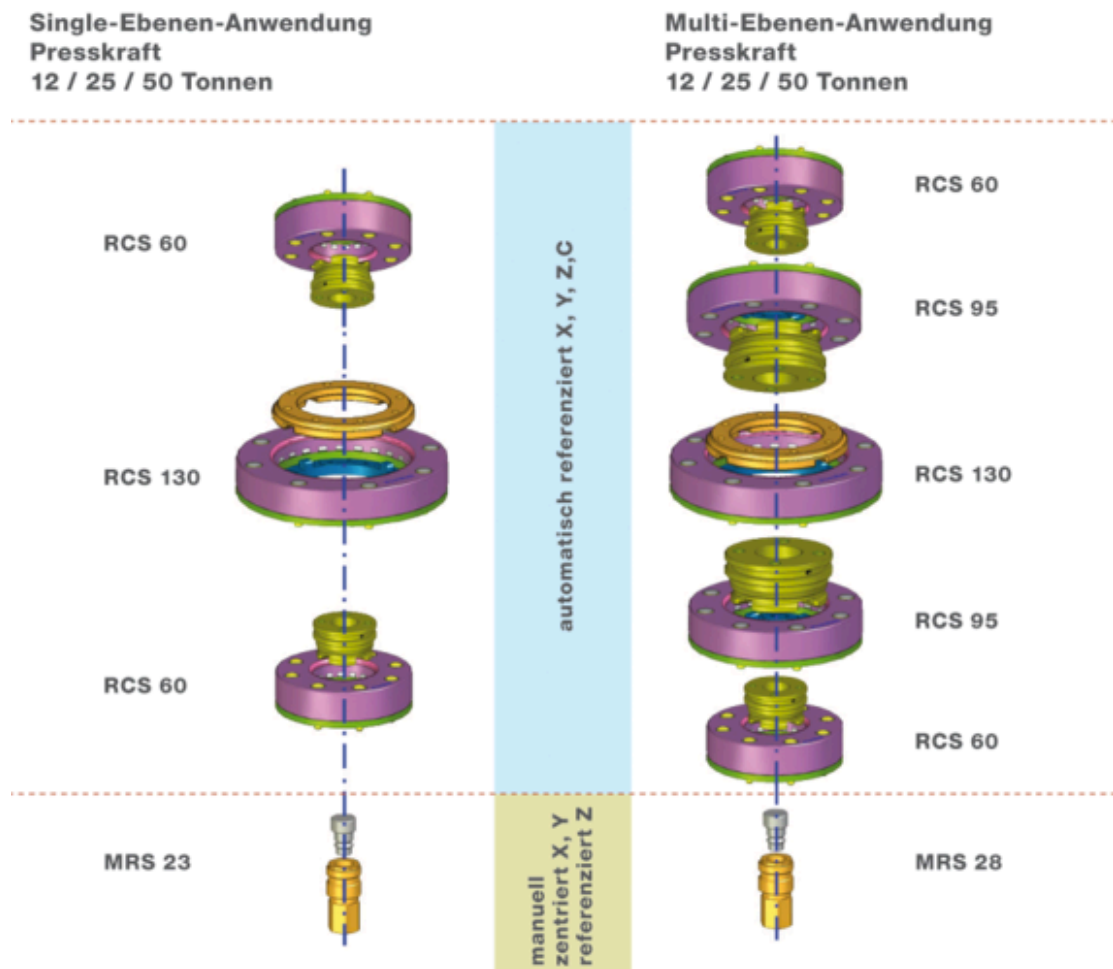 Single-Ebenen-Anwendung
Presskraft
12 / 25 / 50 Tonnen
Multi-Ebenen-Anwendung
Presskraft
12 / 25 / 50 Tonnen
RCS 60
RCS 130
RCS 60
MRS 23
automatisch referenziert X, Y, Z,C
manuell
zentriert X, Y
referenziert Z
RCS 60
RCS 95
RCS 130
RCS 95
RCS 60
MRS 28